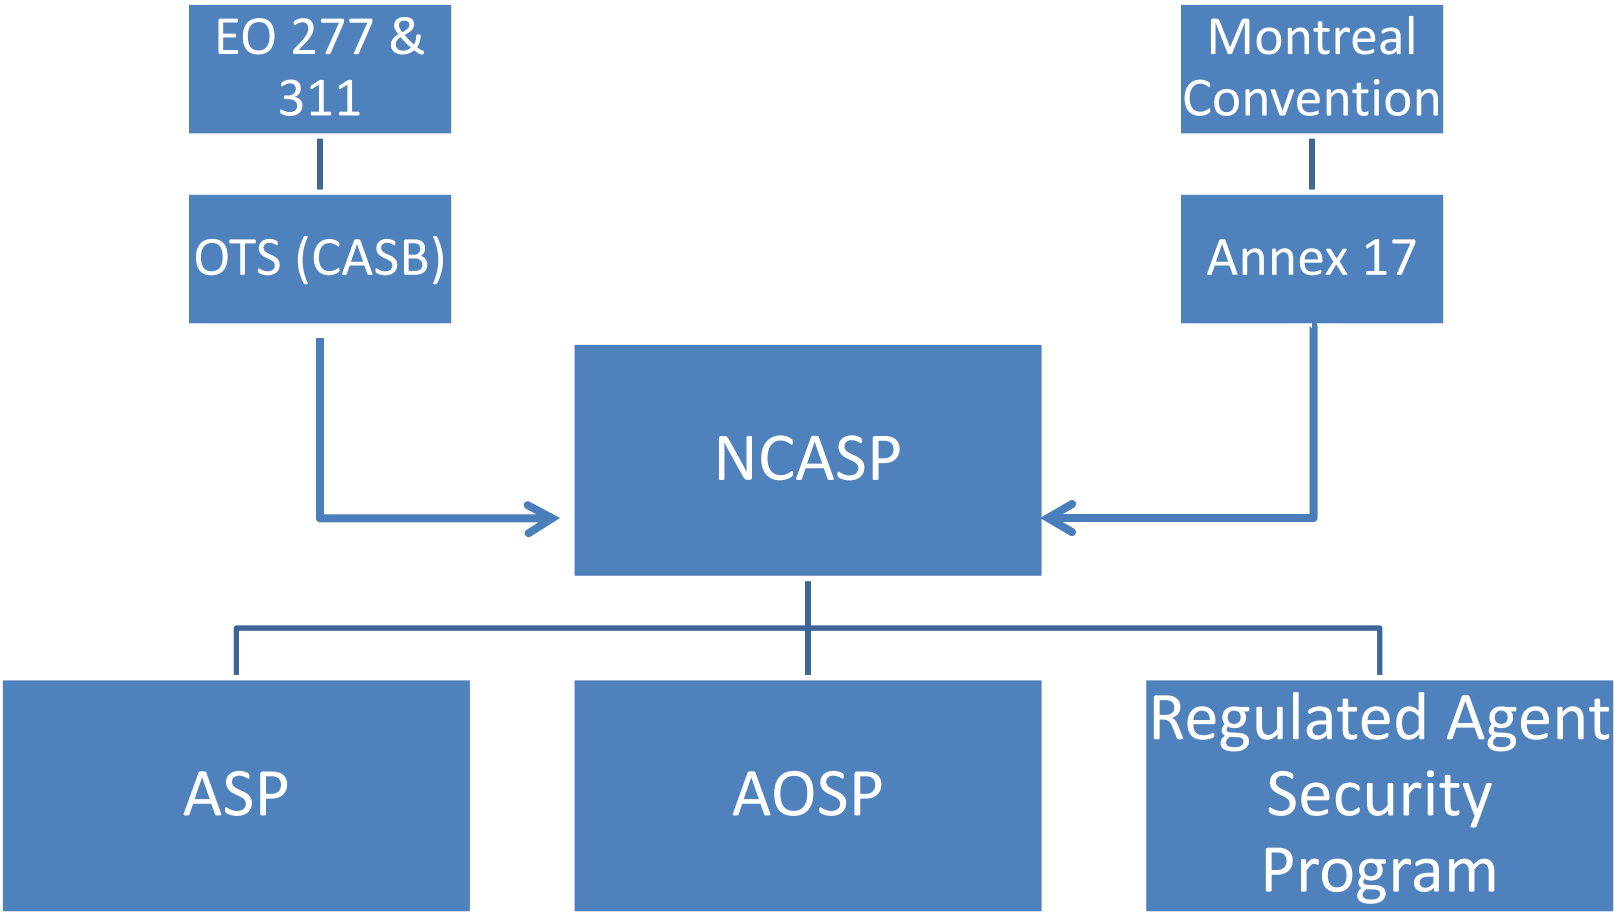 EO 277 &
311
Montreal
Convention
OTS (CASB)
Annex 17
NCASP
ASP
AOSP
Regulated Agent
Security
Program